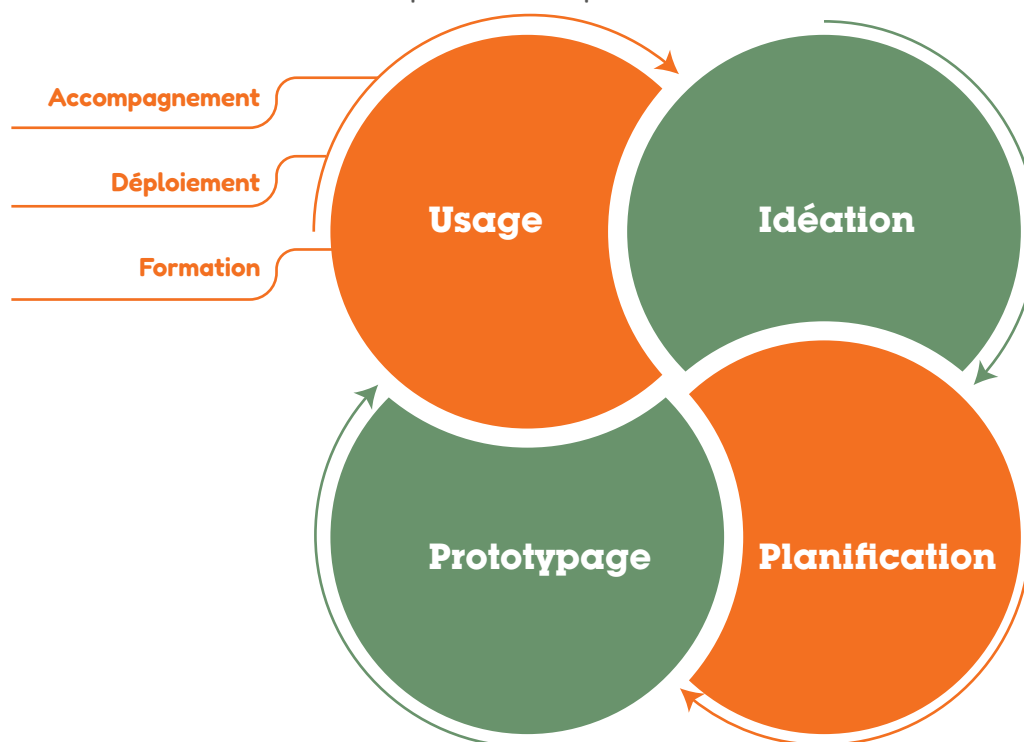 Accompagnement
Déploiement
Formation
Usage
Idéation
Prototypage
Planification